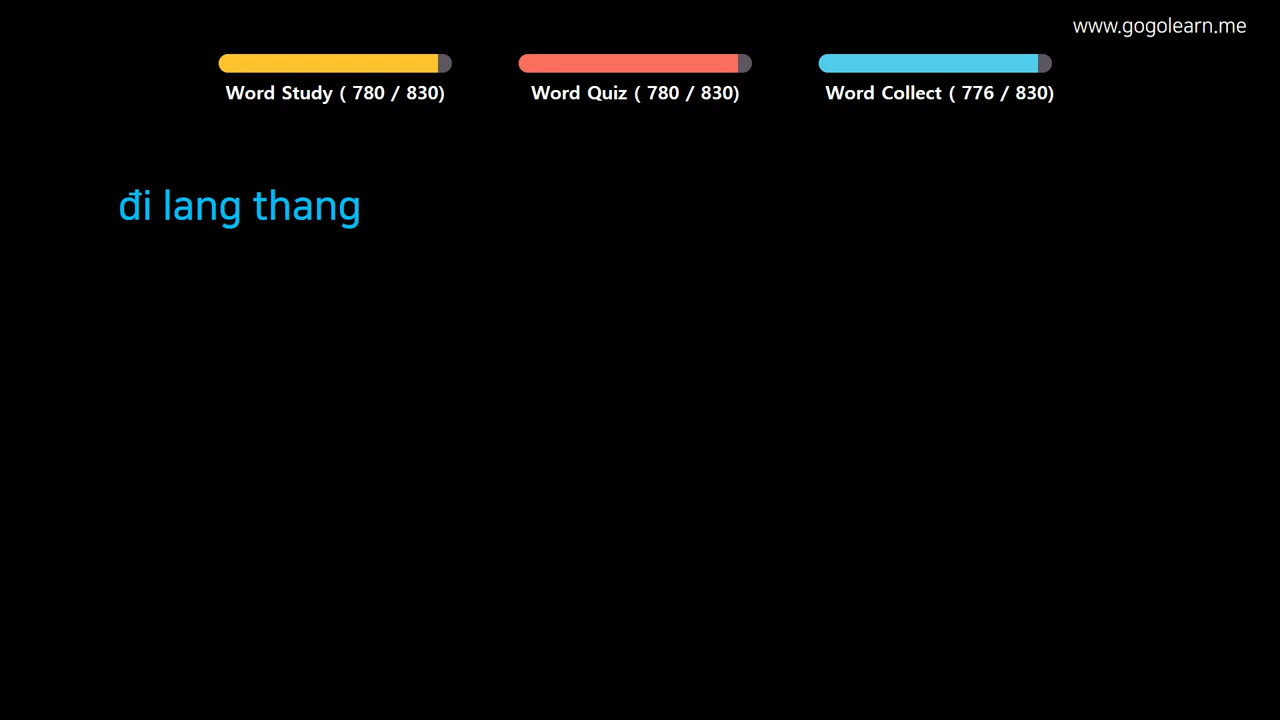 www.gogolearn.me
Word Study ( 780 / 830)
Word Quiz ( 780 / 830)
Word Collect ( 776 / 830)
đi lang thang